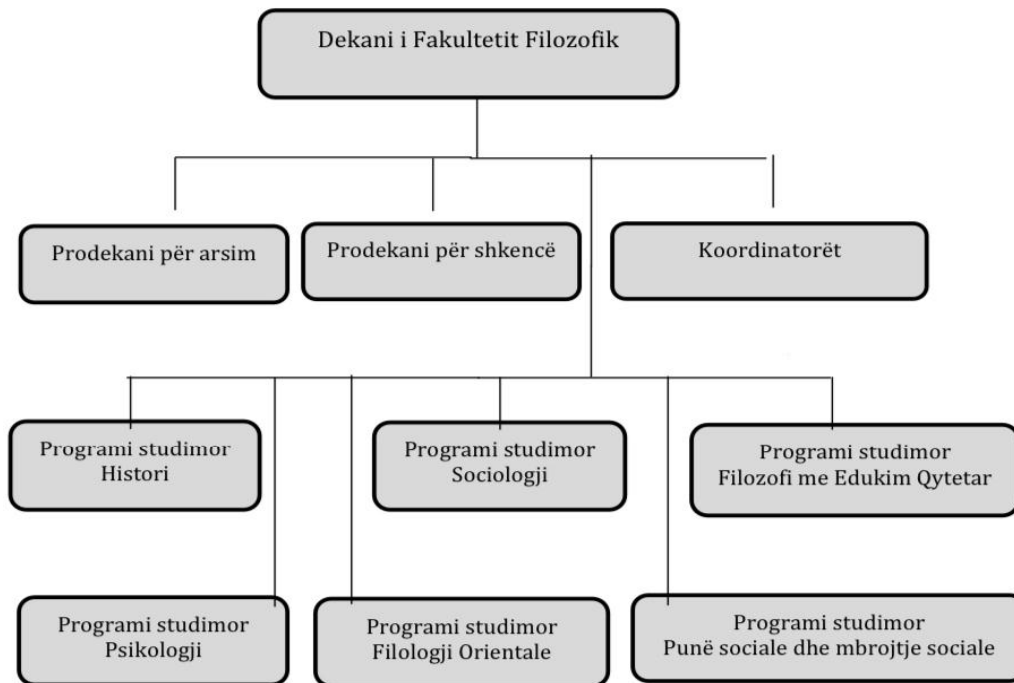 Dekani i Fakultetit Filozofik
Prodekani për arsim
Prodekani për shkencë
Koordinatorët
Programi studimor
Histori
Programi studimor
Sociologji
Programi studimor
Filozofi me Edukim Qytetar
Programi studimor
Psikologji
Programi studimor
Filologji Orientale
Programi studimor
Punë sociale dhe mbrojtje sociale